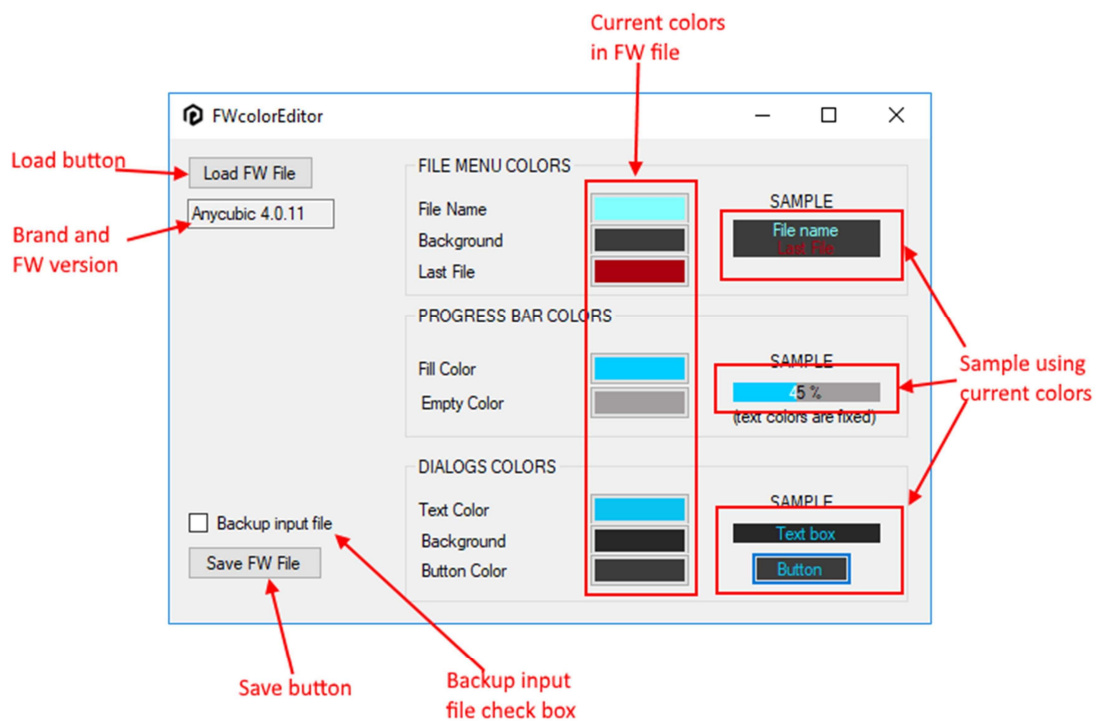 Current colors
in FW file
FWcolorEditor
Load button
Load FW File
FILE MENU COLORS
Anycubic 4.0.11
File Name
SAMPLE
Brand and
FW version
Background
File name
Last File
Last File
PROGRESS BAR COLORS
Fill Color
SAMPLE
Sample using
current colors
Empty Color
45 %
(text colors are fixed)
DIALOGS COLORS
Text Color
SAMPLE
Backup input file
Background
Text box
Save FW File
Button Color
Button
Save button
Backup input
file check box